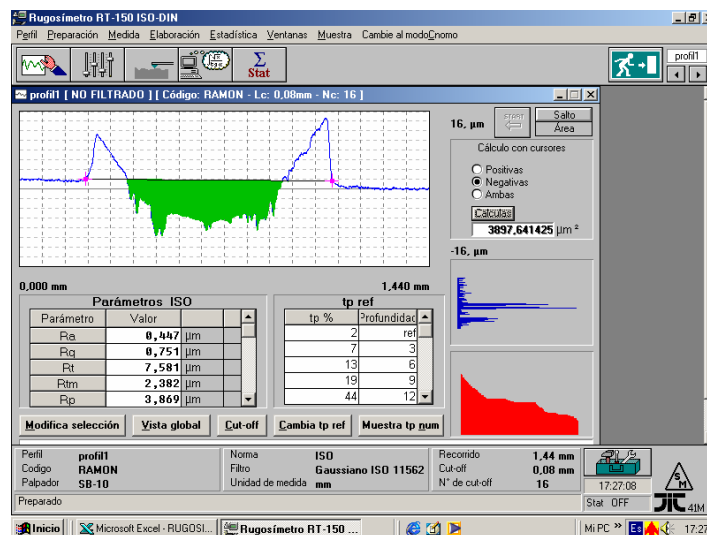 Rugosímetro RT-150 ISO-DIN
Perfil Preparación Medida Elaboración Estadística Ventanas Muestra Cambie al modoCnomo
Σ
Stat
profil1
profil1 [ NO FILTRADO ] [ Código: RAMON - Lc: 0,08mm - Nc: 16 ]
16, µm
START
Salto
Área
Cálculo con cursores
Positivas
Negativas
Ambas
Calculas
3897,641425 µm ²
-16, µm
0,000 mm
1,440 mm
Parámetros ISO
Parámetro Valor
Ra 0,447 µm
Rq 0,751 µm
Rt 7,581 µm
Rtm 2,382 µm
Rp 3,869 µm
tp ref
tp % Profundidad
2 ref
7 3
13 6
19 9
44 12
Modifica selección Vista global Cut-off Cambia tp ref Muestra tp num
Perfil profil1
Codigo RAMON
Palpador SB-10
Norma ISO
Filtro Gaussiano ISO 11562
Unidad de medida mm
Recorrido 1,44 mm
Cut-off 0,08 mm
N° de cut-off 16
17:27:08
Preparado
Stat OFF
S
M
41M
Inicio Microsoft Excel - RUGOSI... Rugosímetro RT-150 ... Mi PC » Es 17:27